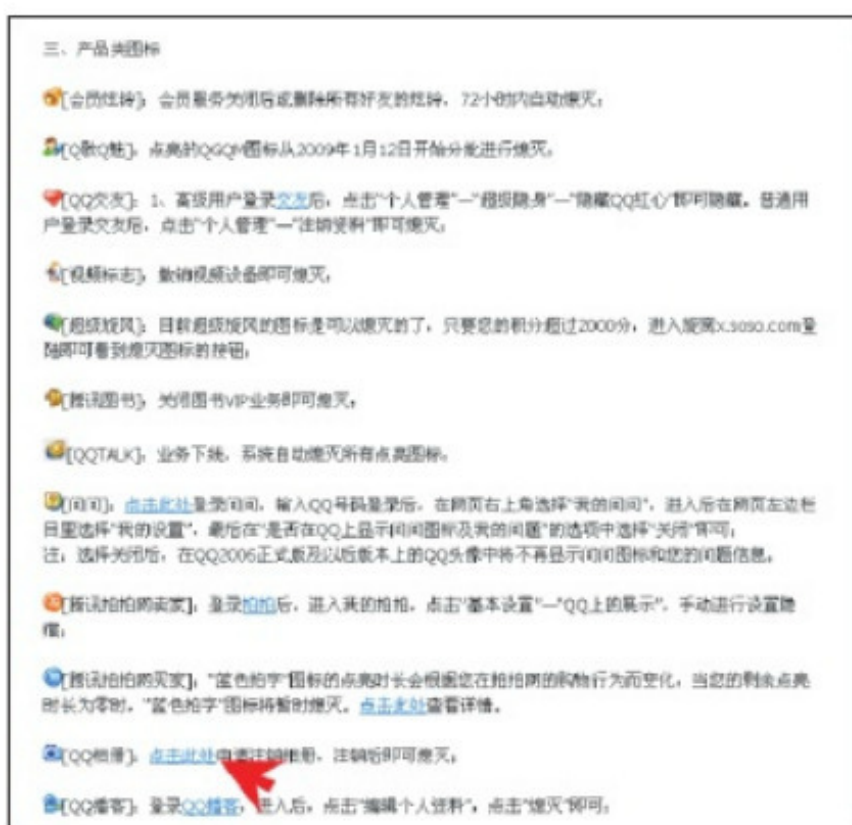 三、产品类图标
[会员炫铃]：会员服务关闭后或删除所有好友的炫铃，72小时内自动熄灭；
[Q歌Q魅]：点亮的QGQM图标从2009年1月12日开始分批进行熄灭。
[QQ交友]：1、高级用户登录交友后，点击"个人管理"—"超级隐身"—"隐藏QQ红心"即可隐藏。普通用
户登录交友后，点击"个人管理"—"注销资料"即可熄灭；
[视频标志]：撤销视频设备即可熄灭；
[超级旋风]：目前超级旋风的图标是可以熄灭的了，只要您的积分超过2000分，进入旋窝x.soso.com登
陆即可看到熄灭图标的按钮；
[腾讯图书]：关闭图书VIP业务即可熄灭；
[QQTALK]：业务下线，系统自动熄灭所有点亮图标。
[问问]：点击此处登录问问，输入QQ号码登录后，在网页右上角选择"我的问问"，进入后在网页左边栏
目里选择"我的设置"，最后在"是否在QQ上显示问问图标及我的问题"的选项中选择"关闭"即可；
注：选择关闭后，在QQ2006正式版及以后版本上的QQ头像中将不再显示问问图标和您的问题信息；
[腾讯拍拍网卖家]：登录拍拍后，进入我的拍拍，点击"基本设置"—"QQ上的展示"，手动进行设置隐
藏；
[腾讯拍拍网买家]："蓝色拍字"图标的点亮时长会根据您在拍拍网的购物行为而变化，当您的剩余点亮
时长为零时，"蓝色拍字"图标将暂时熄灭。点击此处查看详情。
[QQ相册]：点击此处申请注销相册，注销后即可熄灭；
[QQ播客]：登录QQ播客，进入后，点击"编辑个人资料"，点击"熄灭"即可；